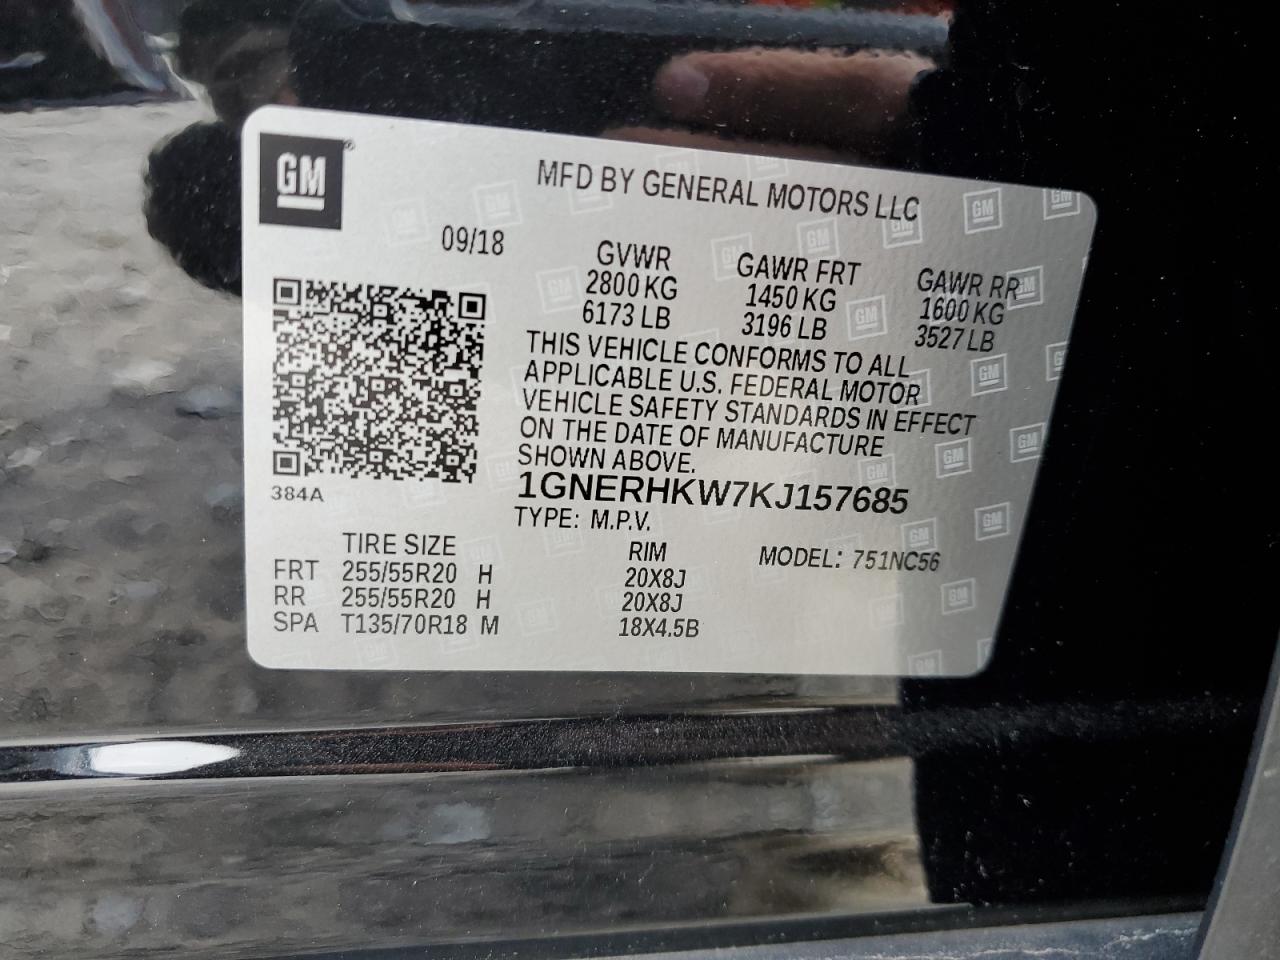 GM
MFD BY GENERAL MOTORS LLC
09/18
GVWR GAWR FRT GAWR RR
2800 KG 1450 KG 1600 KG
6173 LB 3196 LB 3527 LB
THIS VEHICLE CONFORMS TO ALL
APPLICABLE U.S. FEDERAL MOTOR
VEHICLE SAFETY STANDARDS IN EFFECT
ON THE DATE OF MANUFACTURE
SHOWN ABOVE.
384A
1GNERHKW7KJ157685
TYPE: M.P.V.
TIRE SIZE RIM MODEL: 751NC56
FRT 255/55R20 H 20X8J
RR 255/55R20 H 20X8J
SPA T135/70R18 M 18X4.5B